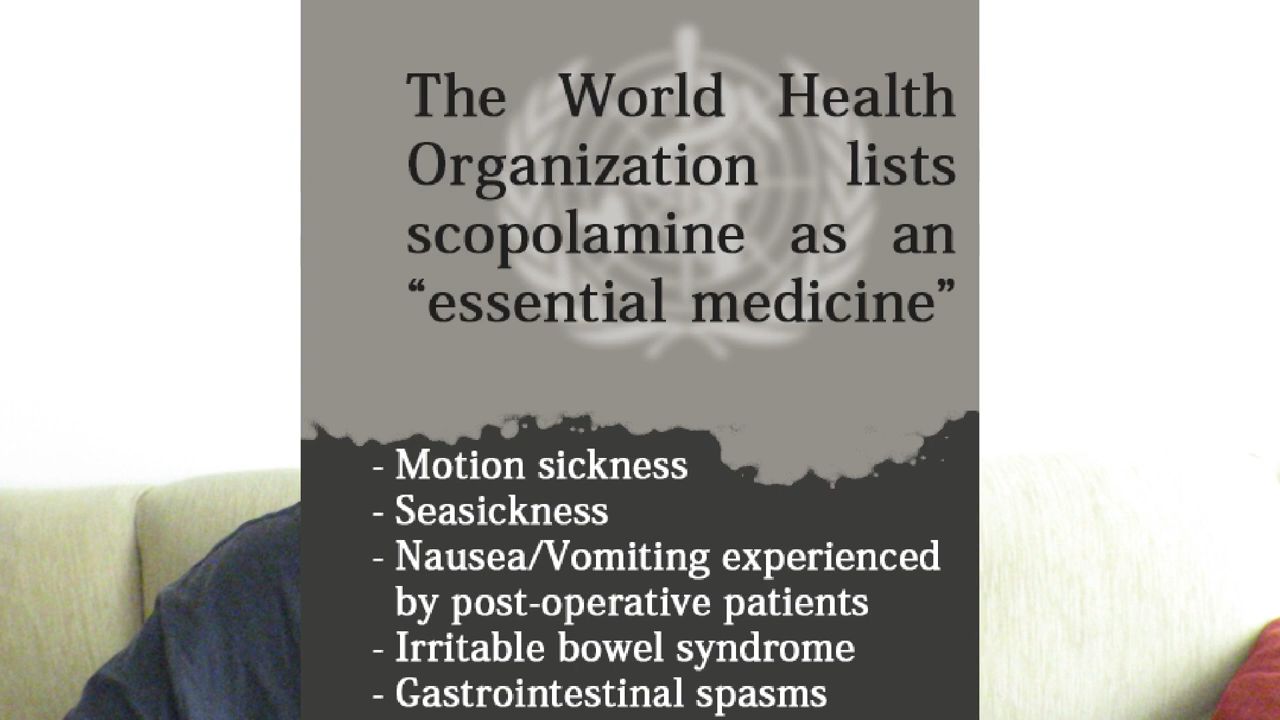 The World Health
Organization lists
scopolamine as an
“essential medicine”
- Motion sickness
- Seasickness
- Nausea/Vomiting experienced
by post-operative patients
- Irritable bowel syndrome
- Gastrointestinal spasms